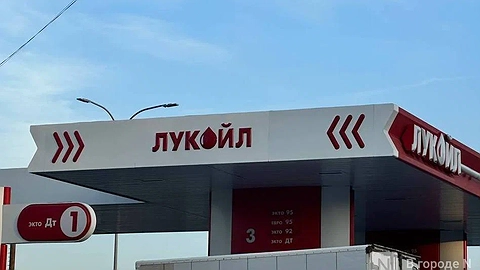 ЛУКОЙЛ
ЛУКОЙЛ
экто Дт 1
экто 95
экто 95
3 экто 92
экто ДТ
В городе N